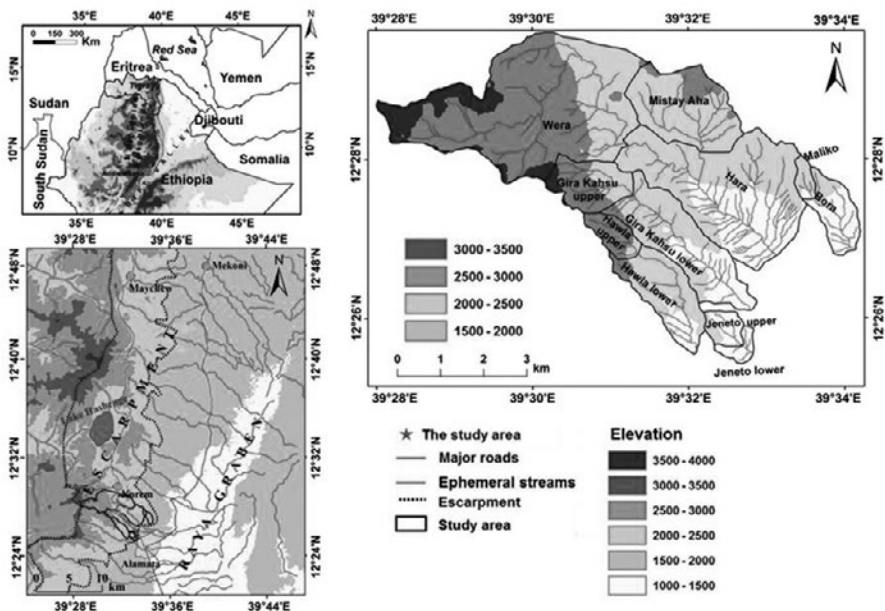 35°E 40°E 45°E
0 150 300 Km
N
Red Sea
15°N
15°N
Eritrea
Yemen
Sudan
Djibouti
10°N
10°N
South Sudan
Somalia
Ethiopia
35°E 40°E 45°E
39°28'E 39°36'E 39°44'E
12°48'N
12°48'N
Mekoni
N
Maychew
12°40'N
12°40'N
12°32'N
12°32'N
ESCARPMENT
RAYA GRABEN
Korem
12°24'N
12°24'N
Alamata
0 5 10
km
39°28'E 39°36'E 39°44'E
39°28'E 39°30'E 39°32'E 39°34'E
N
Mistay Aha
Wera
12°28'N
12°28'N
Maliko
Hara
Bora
Gira Kahsu
upper
Gira Kahsu lower
Hawla
upper
Hawla lower
3000 - 3500
2500 - 3000
2000 - 2500
1500 - 2000
12°26'N
12°26'N
Jeneto upper
Jeneto lower
0 1 2 3
km
39°28'E 39°30'E 39°32'E 39°34'E
The study area
Major roads
Ephemeral streams
Escarpment
Study area
Elevation
3500 - 4000
3000 - 3500
2500 - 3000
2000 - 2500
1500 - 2000
1000 - 1500